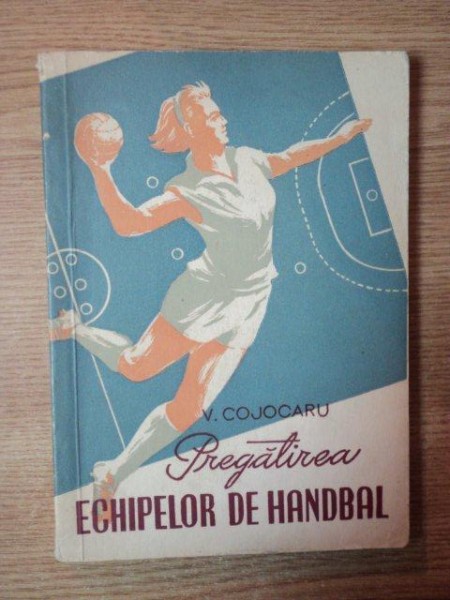 V. COJOCARU
Pregătirea
ECHIPELOR DE HANDBAL